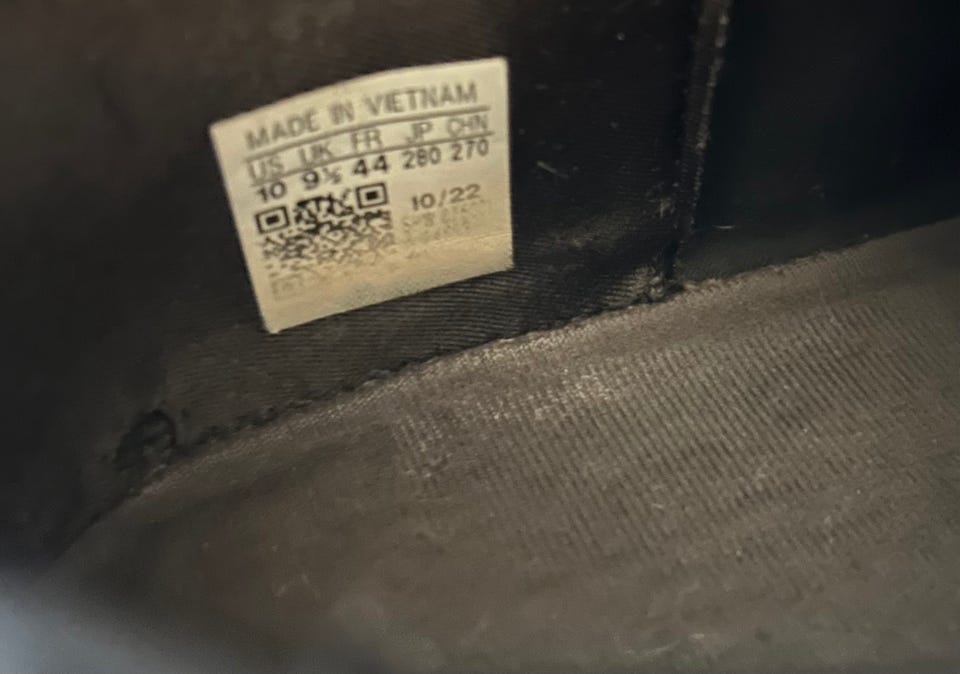 MADE IN VIETNAM
US UK FR JP CHN
10 9½ 44 280 270
10/22